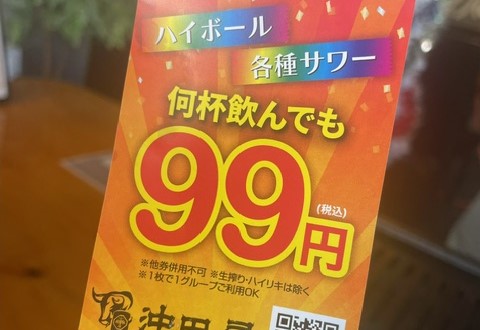 ハイボール
各種サワー
何杯飲んでも
99円
(税込)
※他券併用不可 ※生搾り・ハイリキは除く
※1枚で1グループご利用OK